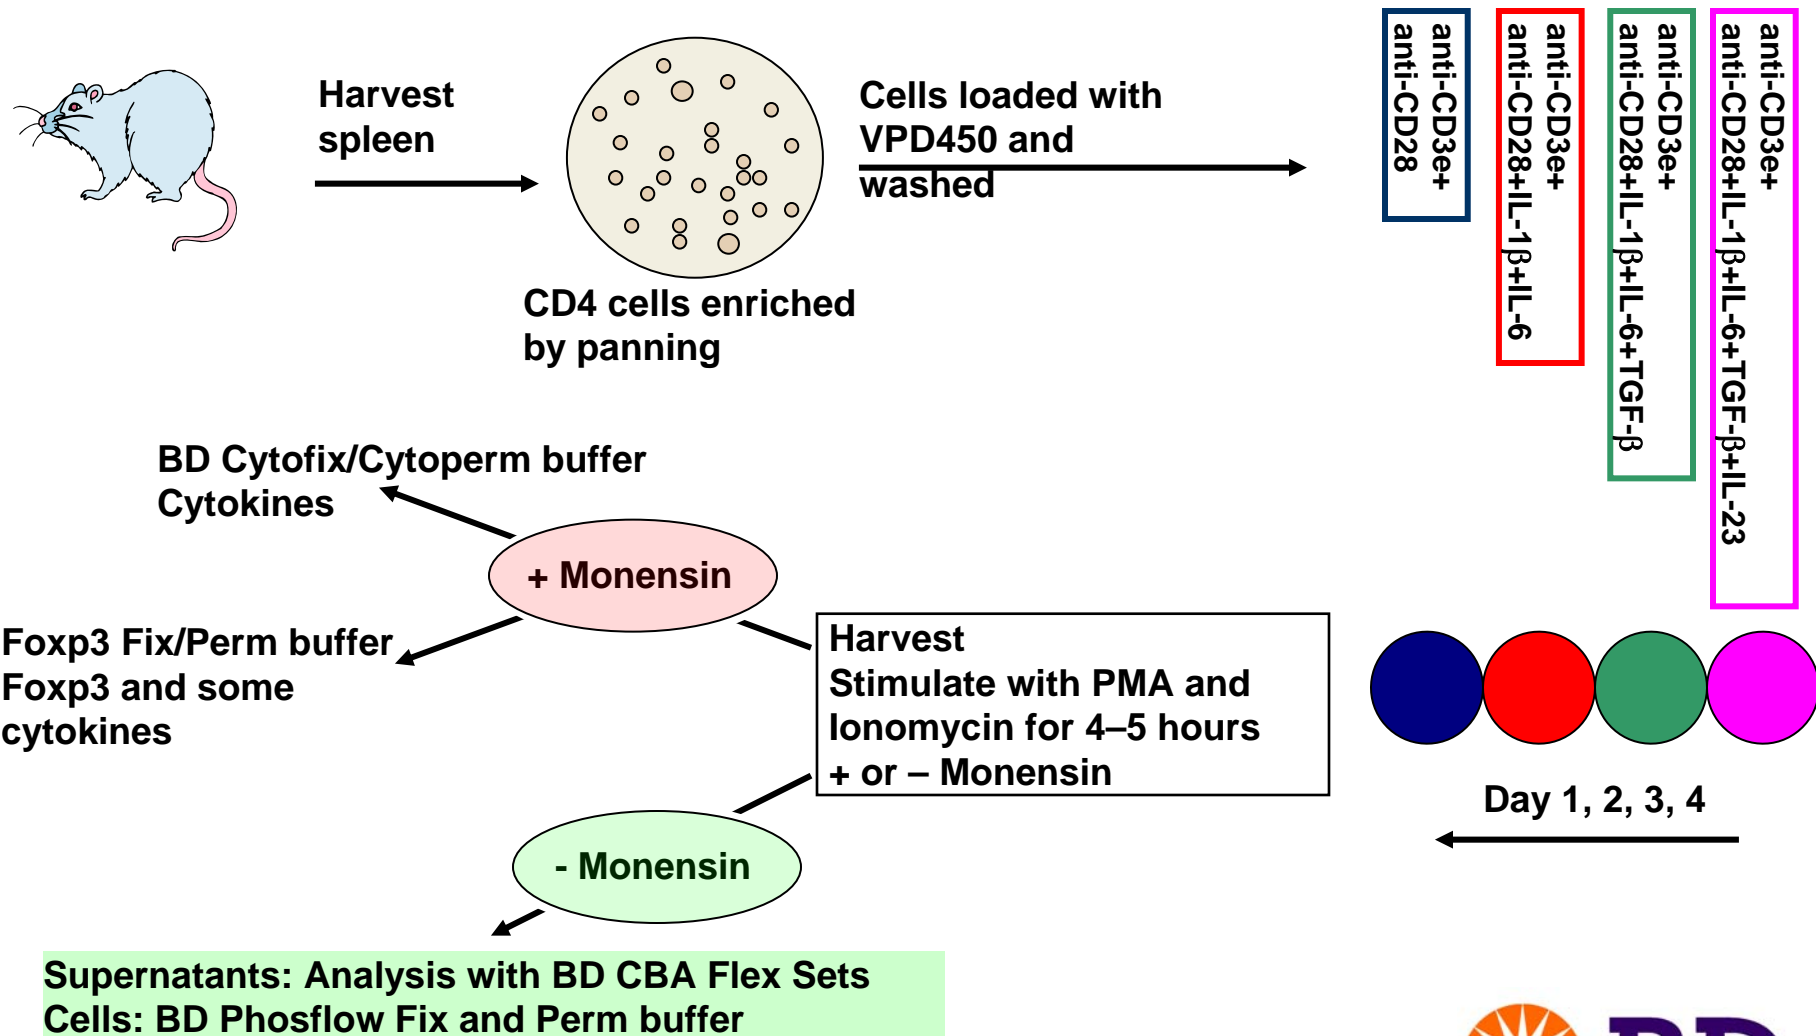 Harvest
spleen
Cells loaded with
VPD450 and
washed
CD4 cells enriched
by panning
anti-CD3e+
anti-CD28
anti-CD3e+
anti-CD28+IL-1β+IL-6
anti-CD3e+
anti-CD28+IL-1β+IL-6+TGF-β
anti-CD3e+
anti-CD28+IL-1β+IL-6+TGF-β+IL-23
BD Cytofix/Cytoperm buffer
Cytokines
+ Monensin
Foxp3 Fix/Perm buffer
Foxp3 and some
cytokines
Harvest
Stimulate with PMA and
Ionomycin for 4–5 hours
+ or – Monensin
Day 1, 2, 3, 4
- Monensin
Supernatants: Analysis with BD CBA Flex Sets
Cells: BD Phosflow Fix and Perm buffer
BD